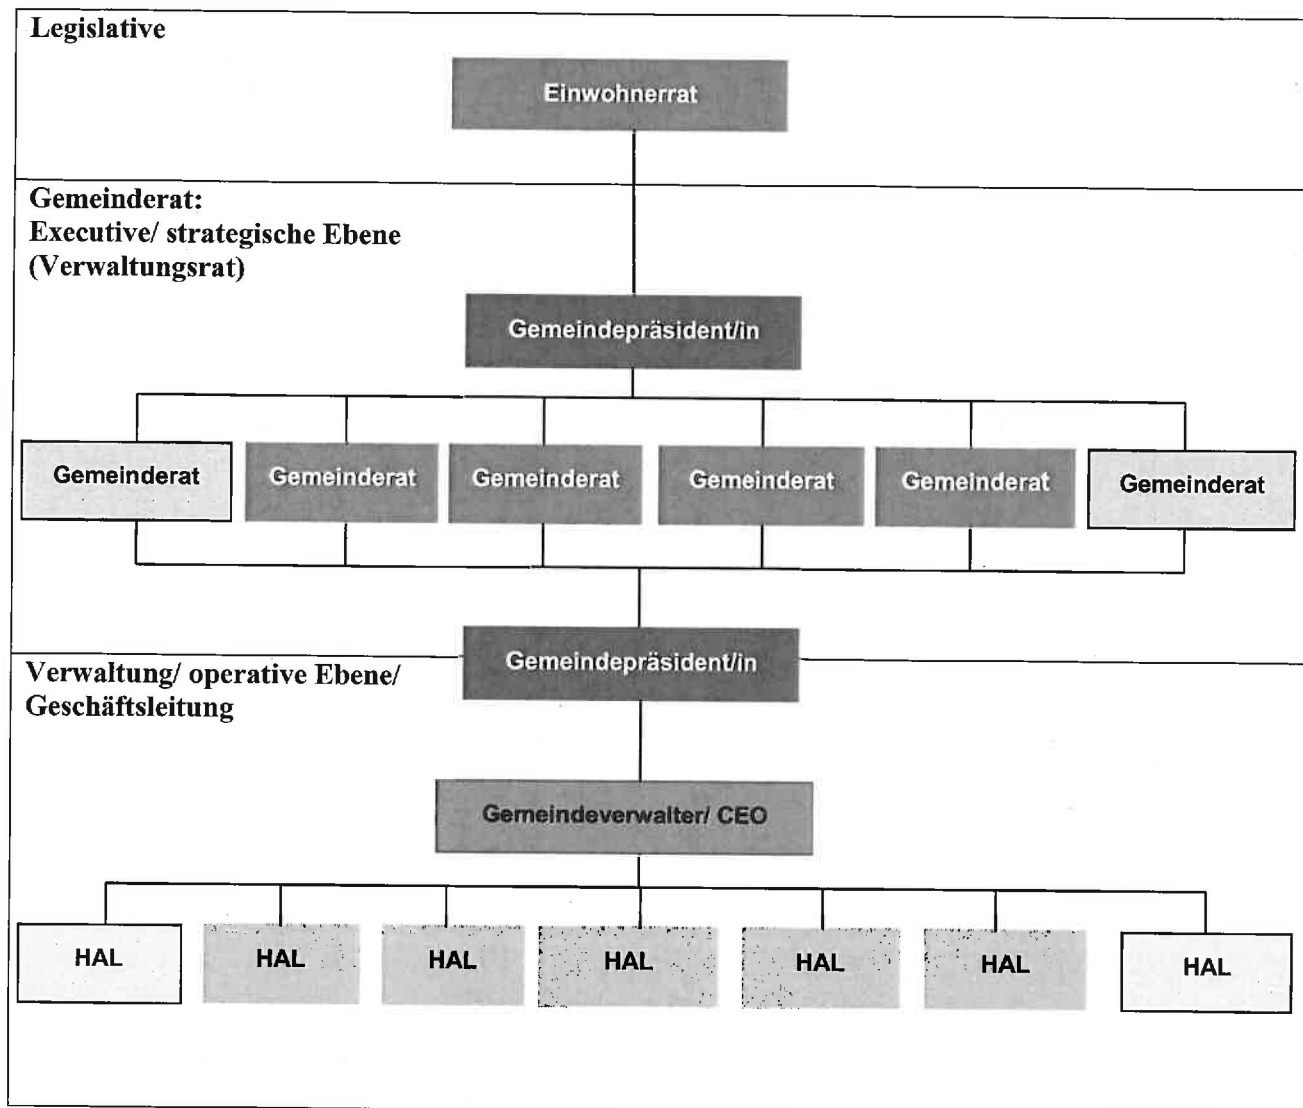 Legislative
Einwohnerrat
Gemeinderat:
Executive/ strategische Ebene
(Verwaltungsrat)
Gemeindepräsident/in
Gemeinderat
Gemeinderat
Gemeinderat
Gemeinderat
Gemeinderat
Gemeinderat
Gemeindepräsident/in
Verwaltung/ operative Ebene/
Geschäftsleitung
Gemeindeverwalter/ CEO
HAL
HAL
HAL
HAL
HAL
HAL
HAL